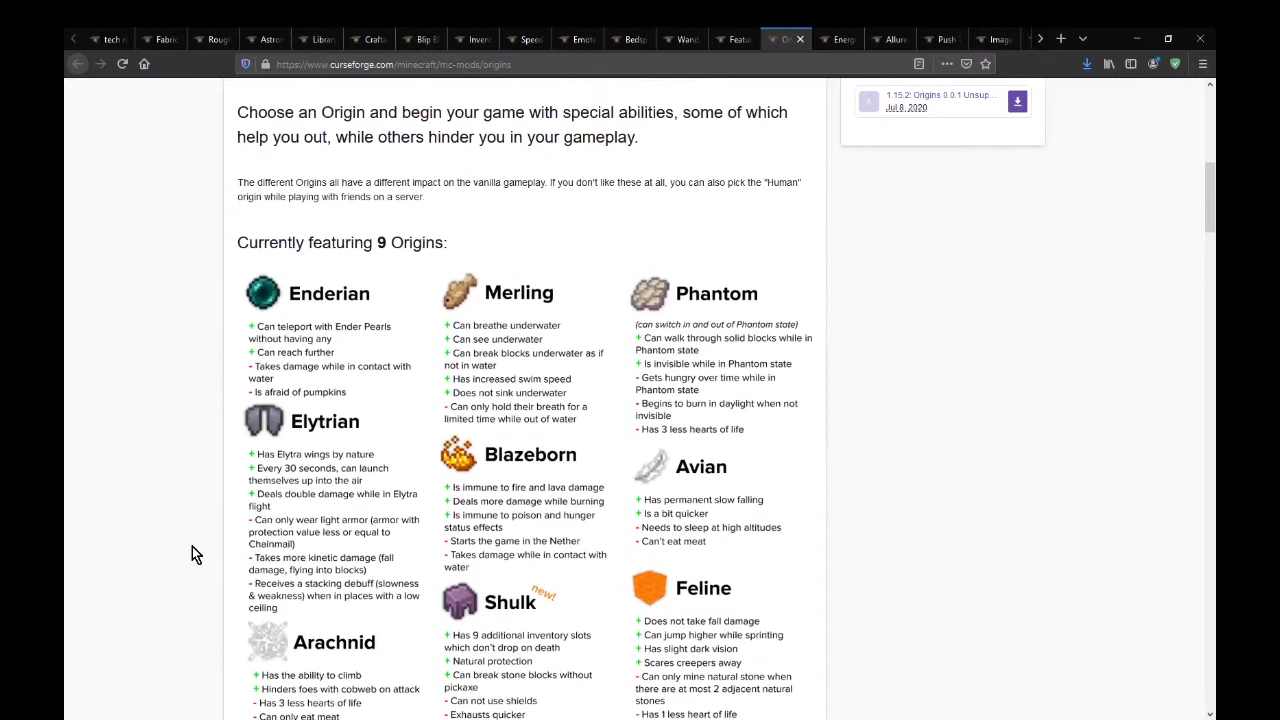 tech r
Fabric
Rough
Astro
Librar
Crafta
Blip Bl
Invent
Speed
Emote
Bedsp
Wand
Featu
Or
Energ
Allure
Push T
Image
https://www.curseforge.com/minecraft/mc-mods/origins
A
1.15.2: Origins 0.0.1 Unsup...
Jul 8, 2020
Choose an Origin and begin your game with special abilities, some of which
help you out, while others hinder you in your gameplay.
The different Origins all have a different impact on the vanilla gameplay. If you don't like these at all, you can also pick the "Human"
origin while playing with friends on a server.
Currently featuring 9 Origins:
Enderian
+ Can teleport with Ender Pearls
without having any
+ Can reach further
- Takes damage while in contact with
water
- Is afraid of pumpkins
Elytrian
+ Has Elytra wings by nature
+ Every 30 seconds, can launch
themselves up into the air
+ Deals double damage while in Elytra
flight
- Can only wear light armor (armor with
protection value less or equal to
Chainmail)
- Takes more kinetic damage (fall
damage, flying into blocks)
- Receives a stacking debuff (slowness
& weakness) when in places with a low
ceiling
Arachnid
+ Has the ability to climb
+ Hinders foes with cobweb on attack
- Has 3 less hearts of life
- Can only eat meat
Merling
+ Can breathe underwater
+ Can see underwater
+ Can break blocks underwater as if
not in water
+ Has increased swim speed
+ Does not sink underwater
- Can only hold their breath for a
limited time while out of water
Blazeborn
+ Is immune to fire and lava damage
+ Deals more damage while burning
+ Is immune to poison and hunger
status effects
- Starts the game in the Nether
- Takes damage while in contact with
water
Shulk new!
+ Has 9 additional inventory slots
which don't drop on death
+ Natural protection
+ Can break stone blocks without
pickaxe
- Can not use shields
- Exhausts quicker
Phantom
(can switch in and out of Phantom state)
+ Can walk through solid blocks while in
Phantom state
+ Is invisible while in Phantom state
- Gets hungry over time while in
Phantom state
- Begins to burn in daylight when not
invisible
- Has 3 less hearts of life
Avian
+ Has permanent slow falling
+ Is a bit quicker
- Needs to sleep at high altitudes
- Can't eat meat
Feline
+ Does not take fall damage
+ Can jump higher while sprinting
+ Has slight dark vision
+ Scares creepers away
- Can only mine natural stone when
there are at most 2 adjacent natural
stones
- Has 1 less heart of life